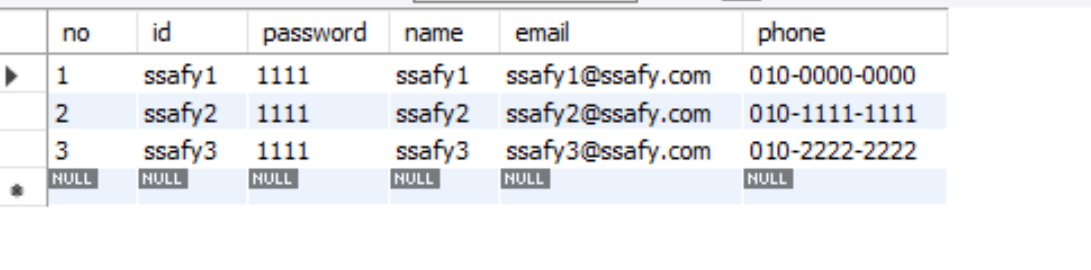 no id password name email phone
1 ssafy1 1111 ssafy1 ssafy1@ssafy.com 010-0000-0000
2 ssafy2 1111 ssafy2 ssafy2@ssafy.com 010-1111-1111
3 ssafy3 1111 ssafy3 ssafy3@ssafy.com 010-2222-2222
NULL NULL NULL NULL NULL NULL